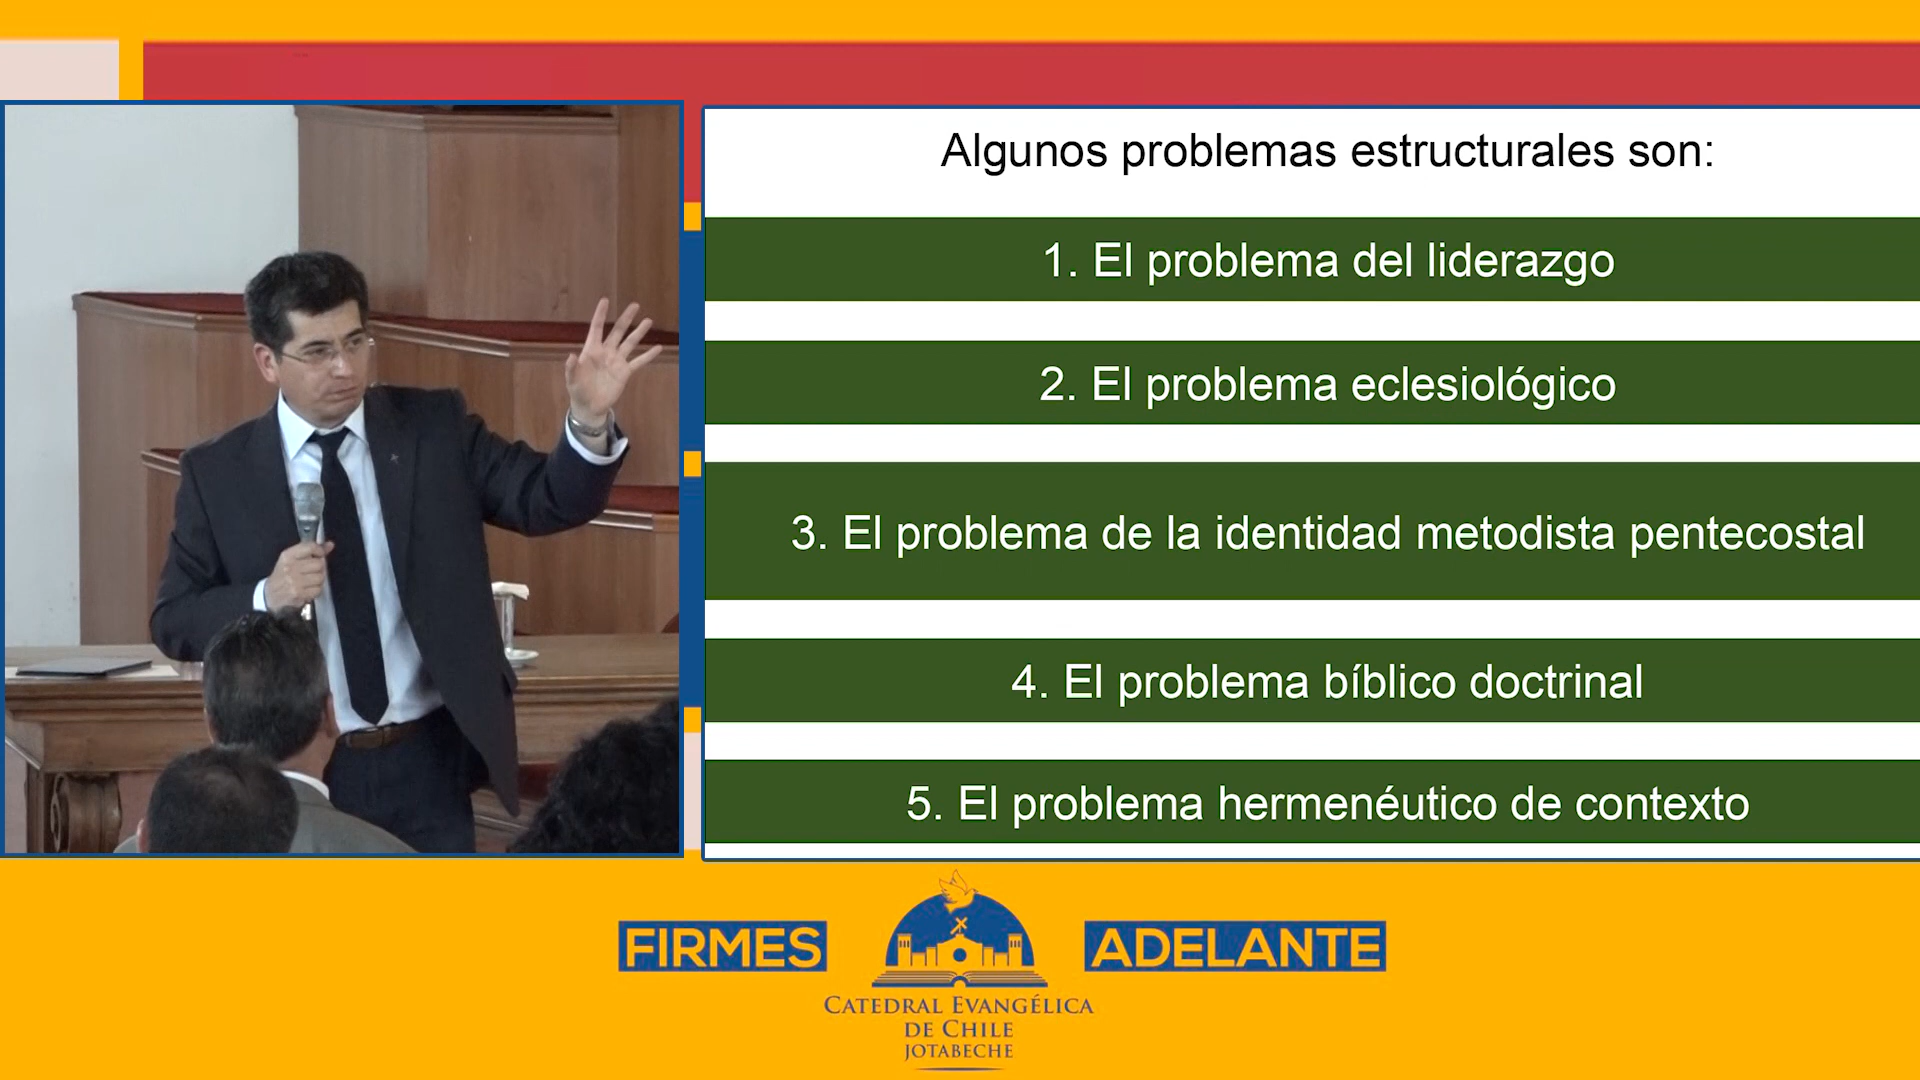 Algunos problemas estructurales son:
1. El problema del liderazgo
2. El problema eclesiológico
3. El problema de la identidad metodista pentecostal
4. El problema bíblico doctrinal
5. El problema hermenéutico de contexto
FIRMES
ADELANTE
CATEDRAL EVANGÉLICA
DE CHILE
JOTABECHE